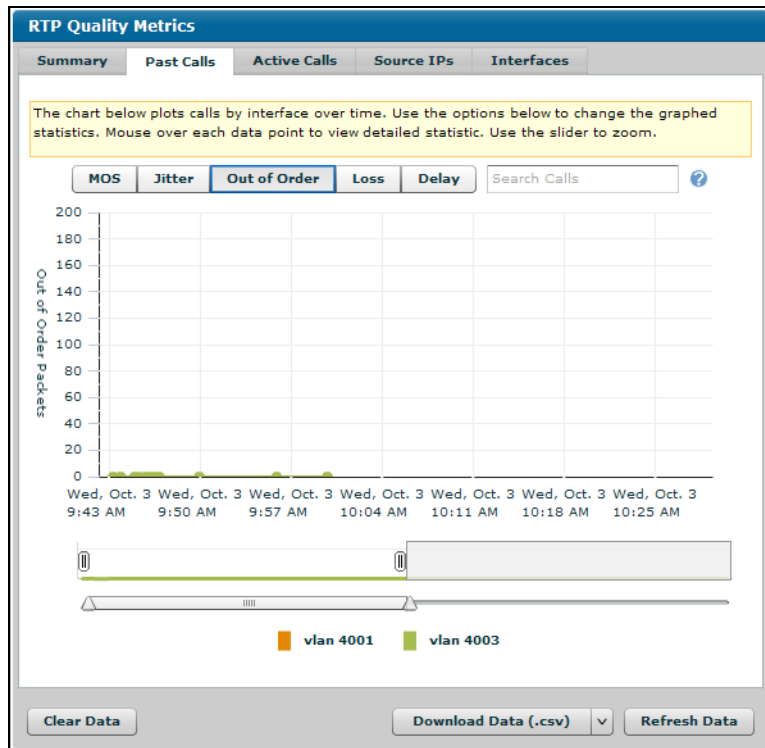 RTP Quality Metrics
Summary Past Calls Active Calls Source IPs Interfaces
The chart below plots calls by interface over time. Use the options below to change the graphed
statistics. Mouse over each data point to view detailed statistic. Use the slider to zoom.
MOS Jitter Out of Order Loss Delay Search Calls ?
Out of Order Packets
200
180
160
140
120
100
80
60
40
20
0
Wed, Oct. 3 Wed, Oct. 3 Wed, Oct. 3 Wed, Oct. 3 Wed, Oct. 3 Wed, Oct. 3 Wed, Oct. 3
9:43 AM 9:50 AM 9:57 AM 10:04 AM 10:11 AM 10:18 AM 10:25 AM
vlan 4001 vlan 4003
Clear Data Download Data (.csv) Refresh Data